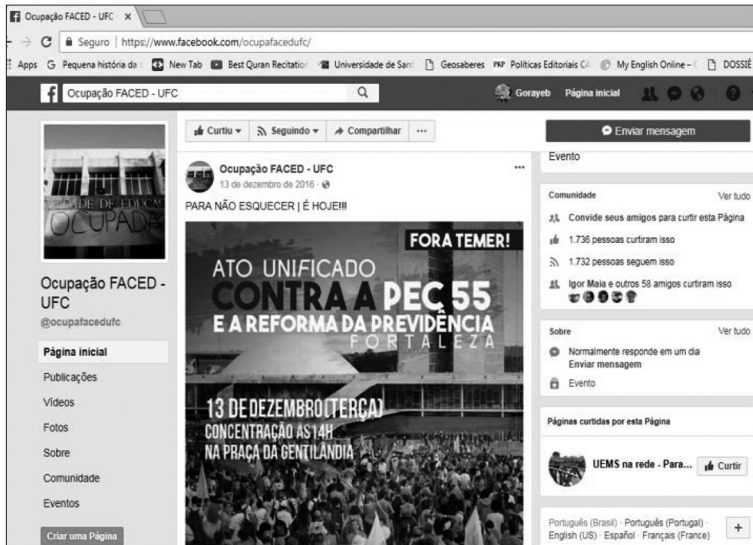 Ocupação FACED - UFC
Seguro | https://www.facebook.com/ocupafacedufc/
Apps Pequena história da New Tab Best Quran Recitation Universidade de San Geosaberes Políticas Editoriais My English Online – DOSSIÊ
Ocupação FACED - UFC
Gorayeb Página inicial
OCUPADA
Ocupação FACED -
UFC
@ocupafacedufc
Página inicial
Publicações
Vídeos
Fotos
Sobre
Comunidade
Eventos
Criar uma Página
Curtiu Seguindo Compartilhar ...
Ocupação FACED - UFC
13 de dezembro de 2016 ·
PARA NÃO ESQUECER | É HOJE!!!
FORA TEMER!
ATO UNIFICADO
CONTRA A PEC 55
E A REFORMA DA PREVIDÊNCIA
FORTALEZA
13 DE DEZEMBRO(TERÇA)
CONCENTRAÇÃO ÀS 14H
NA PRAÇA DA GENTILÂNDIA
Enviar mensagem
Evento
Comunidade Ver tudo
Convide seus amigos para curtir esta Página
1.736 pessoas curtiram isso
1.732 pessoas seguem isso
Igor Maia e outros 58 amigos curtiram isso
Sobre Ver tudo
Normalmente responde em um dia
Enviar mensagem
Evento
Páginas curtidas por esta Página
UEMS na rede - Para... Curtir
Português (Brasil) · Português (Portugal) ·
English (US) · Español · Français (France)